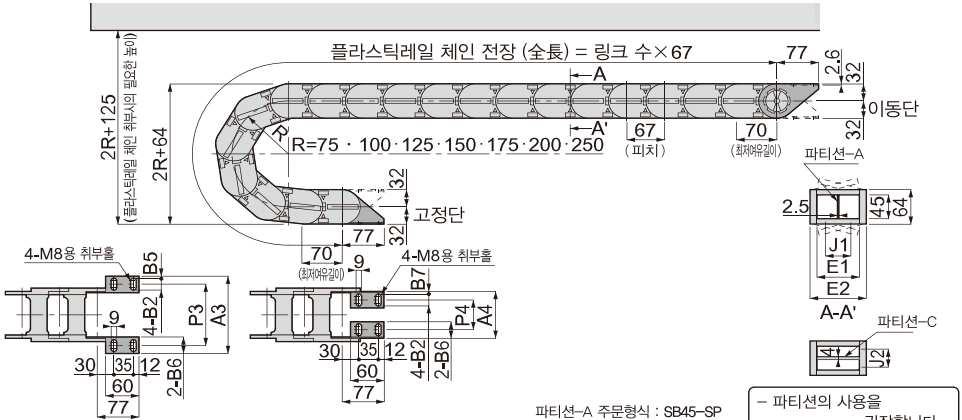 플라스틱레일 체인 전장 (全長) = 링크 수×67
77
2.6
32
32
이동단
A
A'
67
(피치)
70
(최저여유길이)
R
R=75 · 100 · 125 · 150 · 175 · 200 · 250
2R+125
(플라스틱레일 체인 취부시의 필요한 높이)
2R+64
32
32
고정단
70
(최저여유길이)
77
파티션-A
2.5
45
64
J1
E1
E2
A-A'
4-M8용 취부홀
B5
4-B2
P3
A3
9
30
35
12
60
77
2-B6
4-M8용 취부홀
9
B7
P4
A4
30
35
12
60
77
4-B2
2-B6
파티션-C
4
J2
파티션-A 주문형식 : SB45-SP
- 파티션의 사용을